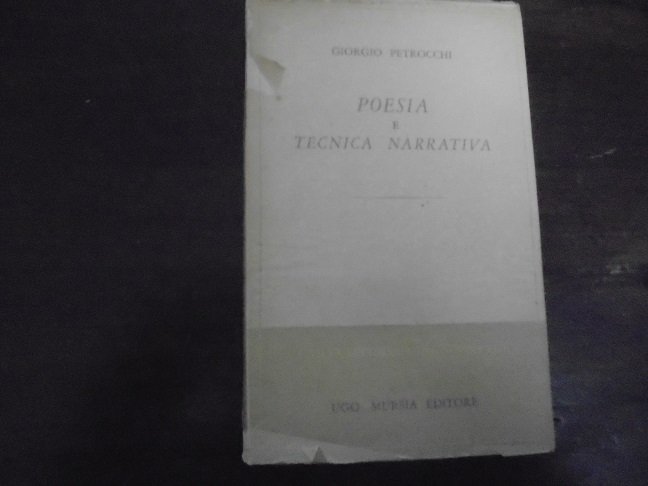 GIORGIO PETROCCHI
POESIA
E
TECNICA NARRATIVA
UGO MURSIA EDITORE